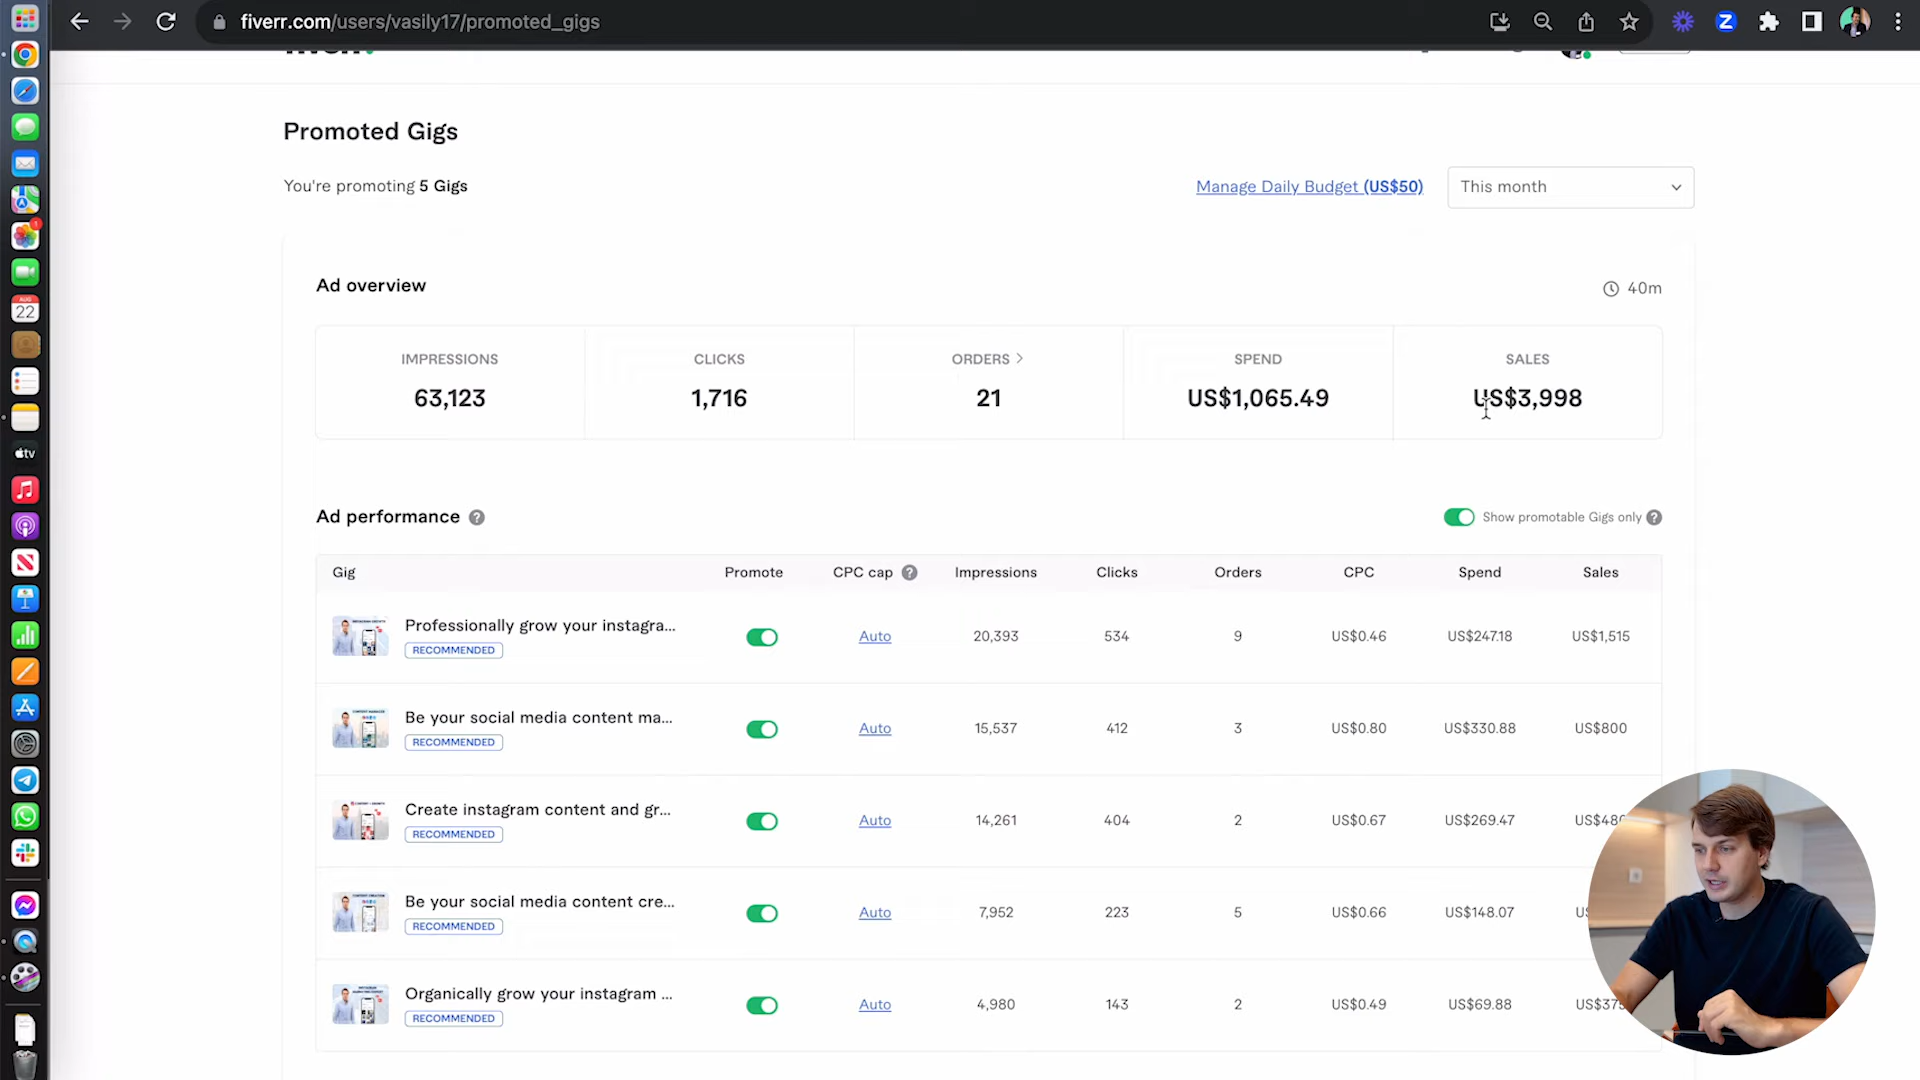 fiverr.com/users/vasily17/promoted_gigs
Promoted Gigs
You're promoting 5 Gigs
Manage Daily Budget (US$50)
This month
Ad overview
40m
IMPRESSIONS
CLICKS
ORDERS
SPEND
SALES
63,123
1,716
21
US$1,065.49
US$3,998
Ad performance
Show promotable Gigs only
Gig Promote CPC cap Impressions Clicks Orders CPC Spend Sales
Professionally grow your instagra...
RECOMMENDED
Auto 20,393 534 9 US$0.46 US$247.18 US$1,515
Be your social media content ma...
RECOMMENDED
Auto 15,537 412 3 US$0.80 US$330.88 US$800
Create instagram content and gr...
RECOMMENDED
Auto 14,261 404 2 US$0.67 US$269.47
Be your social media content cre...
RECOMMENDED
Auto 7,952 223 5 US$0.66 US$148.07
Organically grow your instagram ...
RECOMMENDED
Auto 4,980 143 2 US$0.49 US$69.88
AUG
22
tv